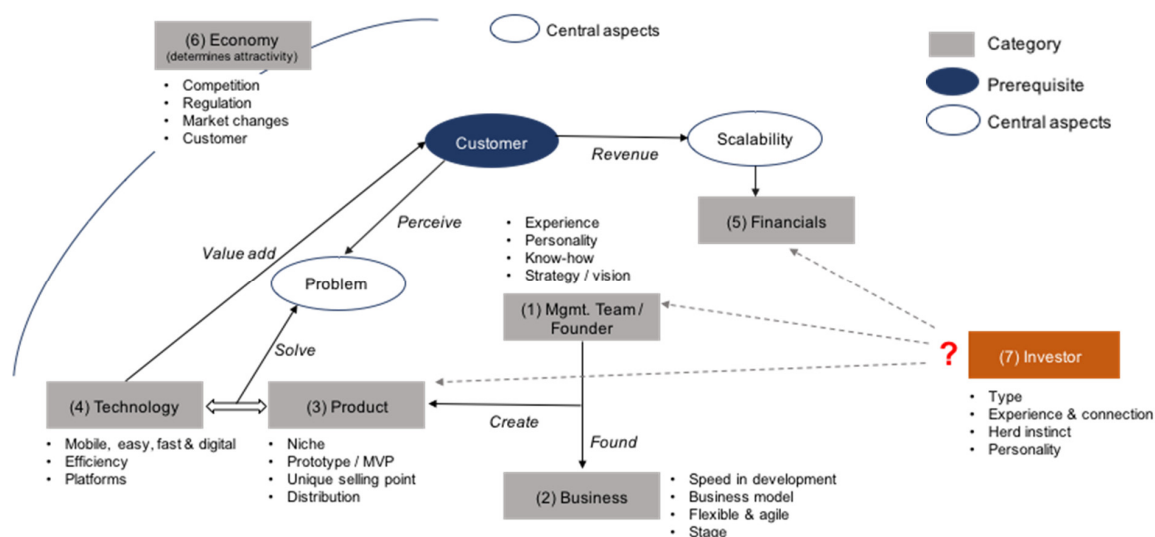 (6) Economy
(determines attractivity)
• Competition
• Regulation
• Market changes
• Customer
Central aspects
Category
Prerequisite
Central aspects
Customer
Revenue
Scalability
(5) Financials
Perceive
Value add
Problem
Solve
• Experience
• Personality
• Know-how
• Strategy / vision
(1) Mgmt. Team /
Founder
?
(7) Investor
• Type
• Experience & connection
• Herd instinct
• Personality
(4) Technology
• Mobile, easy, fast & digital
• Efficiency
• Platforms
(3) Product
• Niche
• Prototype / MVP
• Unique selling point
• Distribution
Create
Found
(2) Business
• Speed in development
• Business model
• Flexible & agile
• Stage